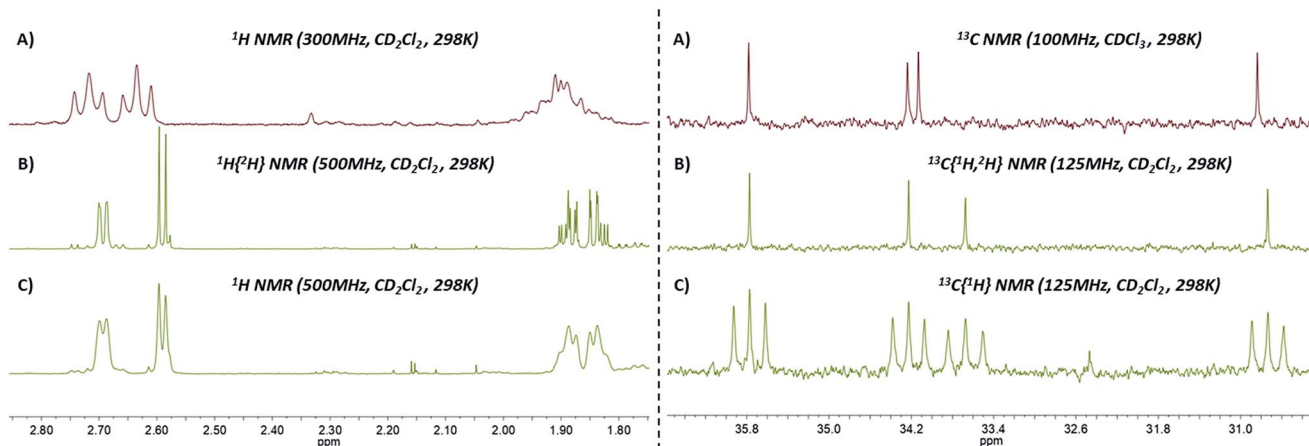 A) ¹H NMR (300MHz, CD₂Cl₂, 298K)
B) ¹H{²H} NMR (500MHz, CD₂Cl₂, 298K)
C) ¹H NMR (500MHz, CD₂Cl₂, 298K)
2.80 2.70 2.60 2.50 2.40 2.30 2.20 2.10 2.00 1.90 1.80
ppm
A) ¹³C NMR (100MHz, CDCl₃, 298K)
B) ¹³C{¹H,²H} NMR (125MHz, CD₂Cl₂, 298K)
C) ¹³C{¹H} NMR (125MHz, CD₂Cl₂, 298K)
35.8 35.0 34.2 33.4 32.6 31.8 31.0
ppm